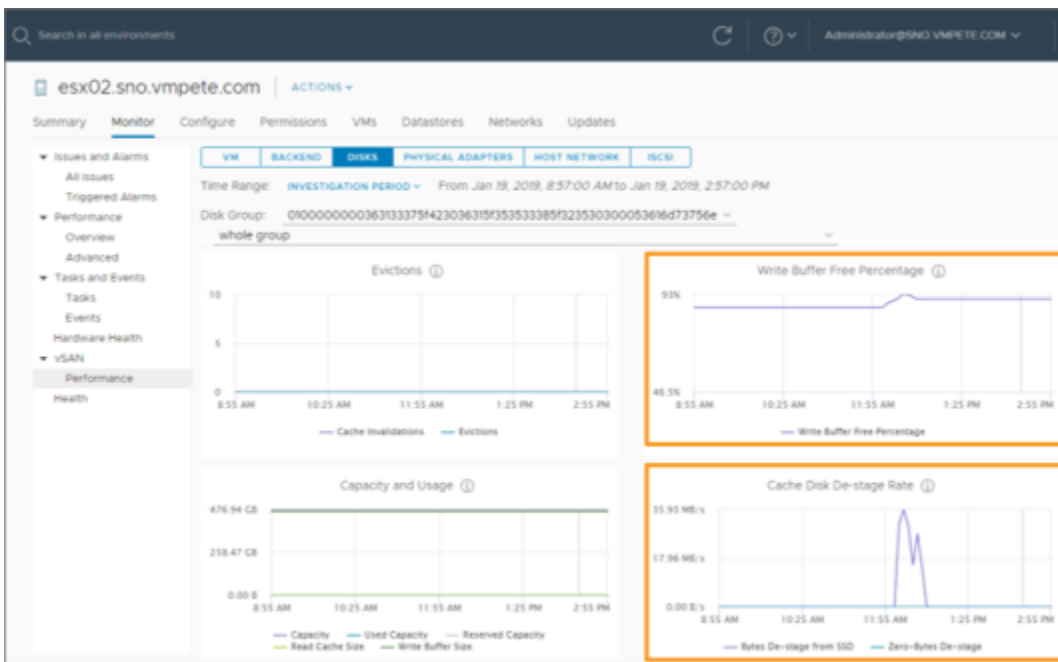 Search in all environments
Administrator@SNO.VMPETE.COM
esx02.sno.vmpete.com
ACTIONS
Summary Monitor Configure Permissions VMs Datastores Networks Updates
Issues and Alarms
All Issues
Triggered Alarms
Performance
Overview
Advanced
Tasks and Events
Tasks
Events
Hardware Health
vSAN
Performance
Health
VM BACKEND DISKS PHYSICAL ADAPTERS HOST NETWORK ISCSI
Time Range: INVESTIGATION PERIOD From Jan 19, 2019, 8:57:00 AM to Jan 19, 2019, 2:57:00 PM
Disk Group:
whole group
Evictions
10
5
0
8:55 AM 10:25 AM 11:55 AM 1:25 PM 2:55 PM
Cache Invalidations Evictions
Write Buffer Free Percentage
93%
46.5%
8:55 AM 10:25 AM 11:55 AM 1:25 PM 2:55 PM
Write Buffer Free Percentage
Capacity and Usage
476.94 GB
238.47 GB
0.00 B
8:55 AM 10:25 AM 11:55 AM 1:25 PM 2:55 PM
Capacity Used Capacity Reserved Capacity
Read Cache Size Write Buffer Size
Cache Disk De-stage Rate
35.93 MB/s
17.96 MB/s
0.00 B/s
8:55 AM 10:25 AM 11:55 AM 1:25 PM 2:55 PM
Bytes De-stage from SSD Zero-Bytes De-stage